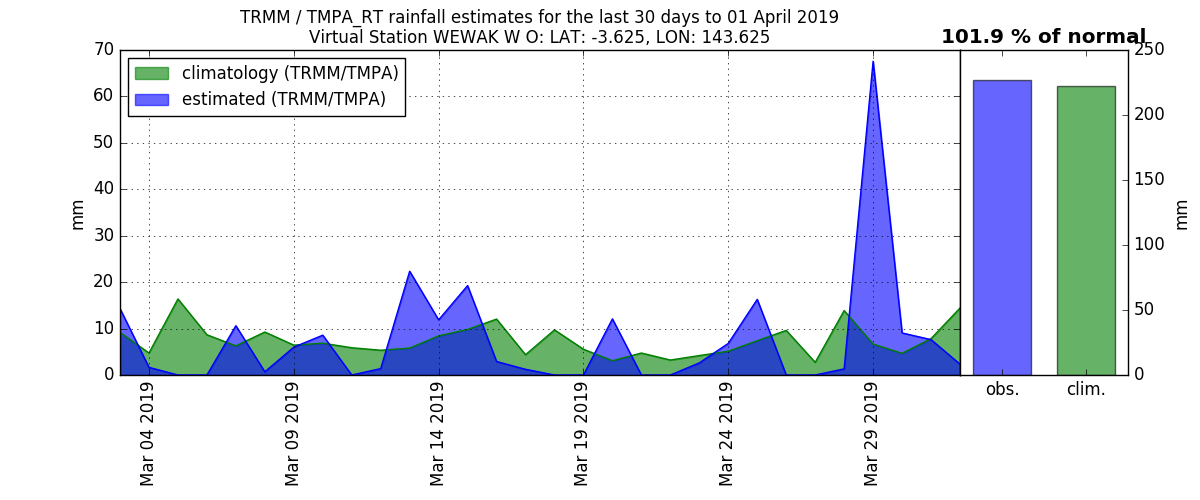 TRMM / TMPA_RT rainfall estimates for the last 30 days to 01 April 2019
Virtual Station WEWAK W O: LAT: -3.625, LON: 143.625
101.9 % of normal
climatology (TRMM/TMPA)
estimated (TRMM/TMPA)
70
60
50
40
30
20
10
0
mm
Mar 04 2019
Mar 09 2019
Mar 14 2019
Mar 19 2019
Mar 24 2019
Mar 29 2019
obs.
clim.
250
200
150
100
50
0
mm